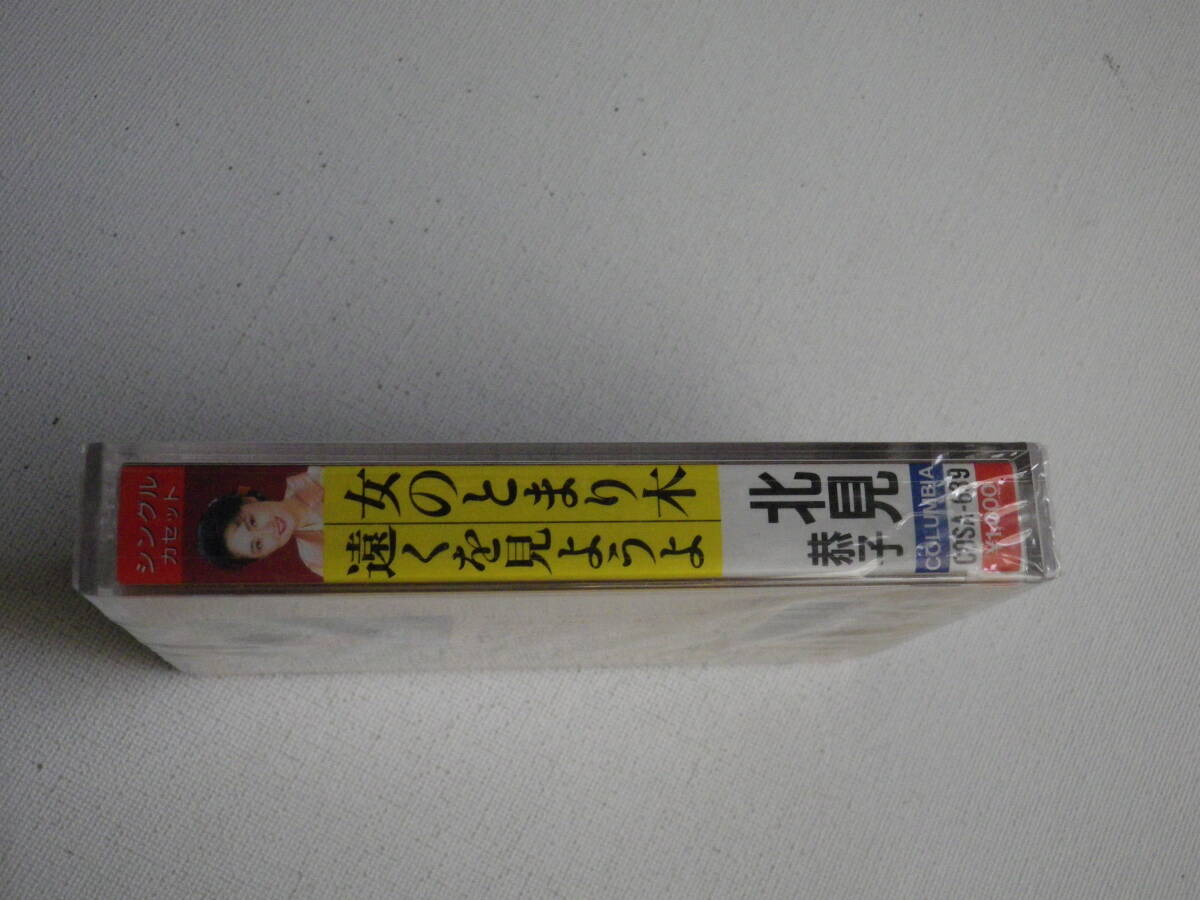 シングル
カセット
女のとまり木
遠くを見ようよ
北見
恭子
COLUMBIA